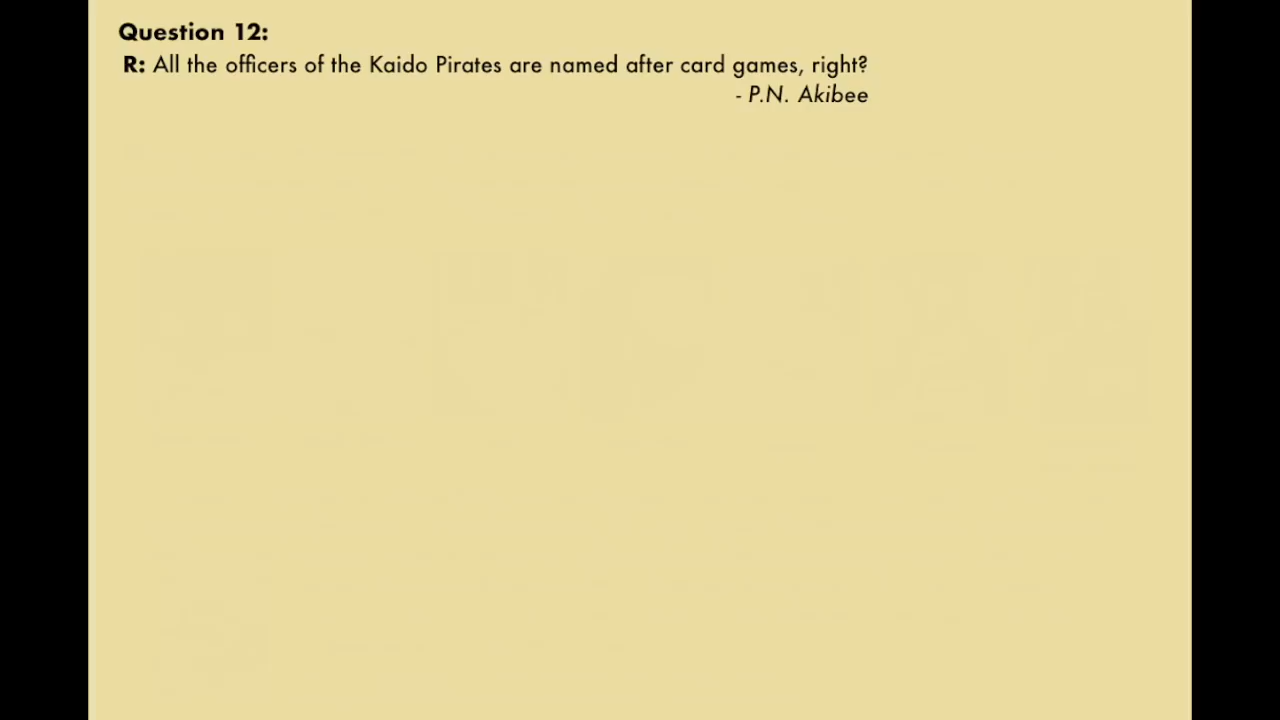 Question 12:
R: All the officers of the Kaido Pirates are named after card games, right?
- P.N. Akibee